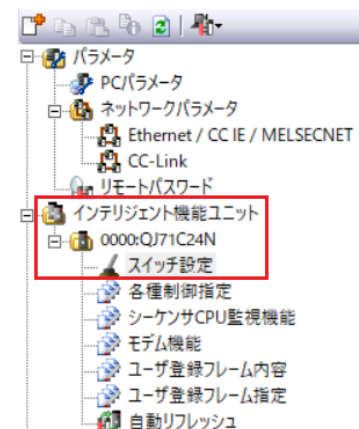 パラメータ
PCパラメータ
ネットワークパラメータ
Ethernet / CC IE / MELSECNET
CC-Link
リモートパスワード
インテリジェント機能ユニット
0000:QJ71C24N
スイッチ設定
各種制御指定
シーケンサCPU監視機能
モデム機能
ユーザ登録フレーム内容
ユーザ登録フレーム指定
自動リフレッシュ